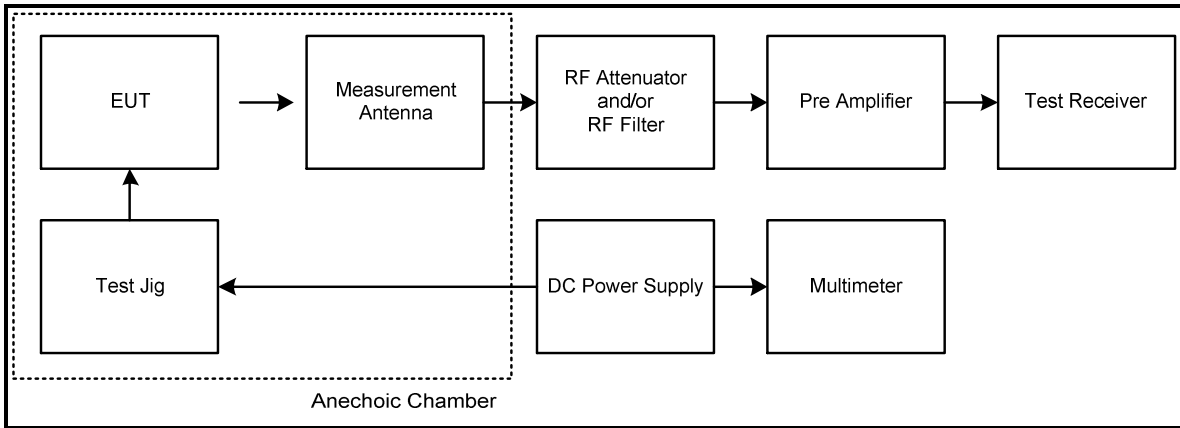 EUT
Measurement
Antenna
RF Attenuator
and/or
RF Filter
Pre Amplifier
Test Receiver
Test Jig
DC Power Supply
Multimeter
Anechoic Chamber